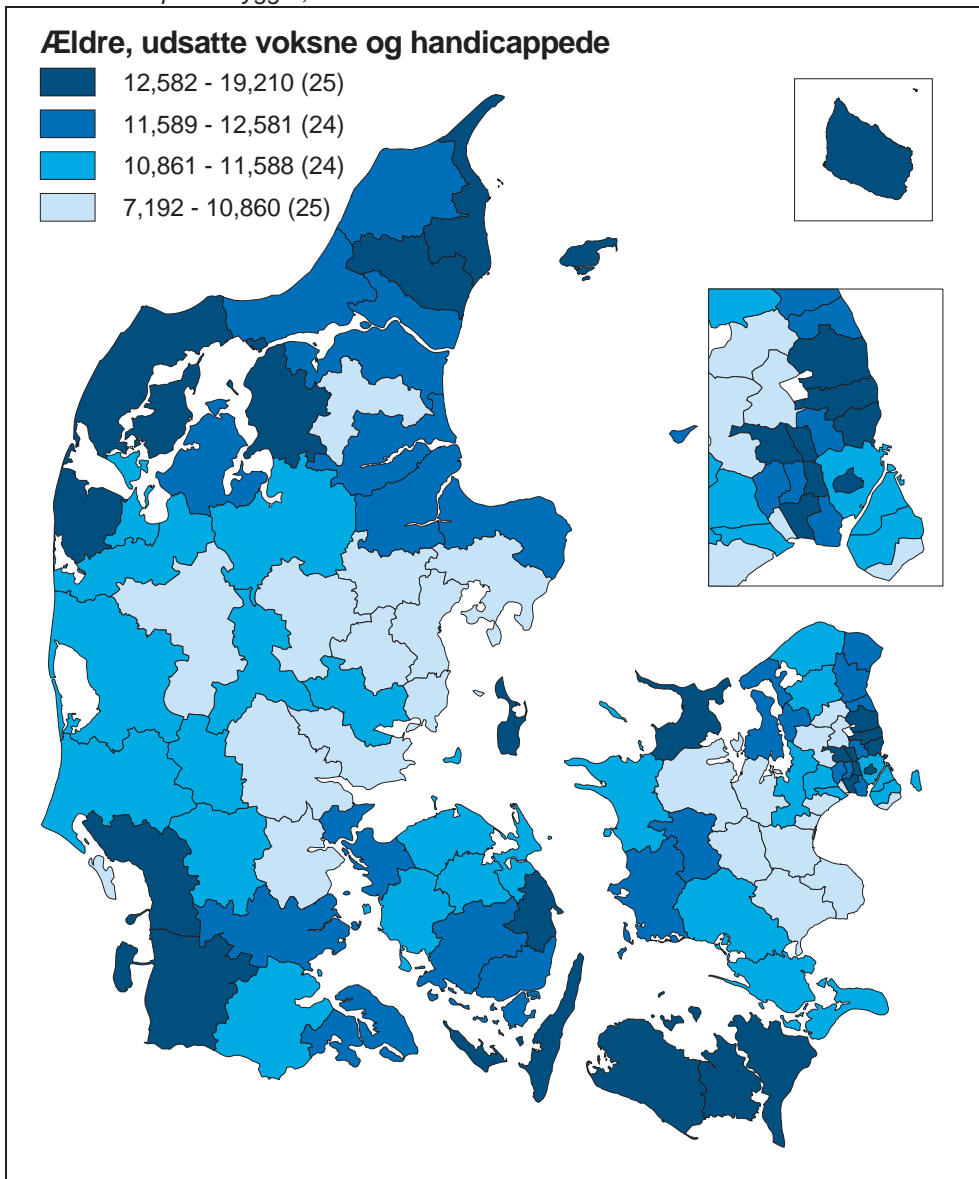 Ældre, udsatte voksne og handicappede
12,582 - 19,210 (25)
11,589 - 12,581 (24)
10,861 - 11,588 (24)
7,192 - 10,860 (25)